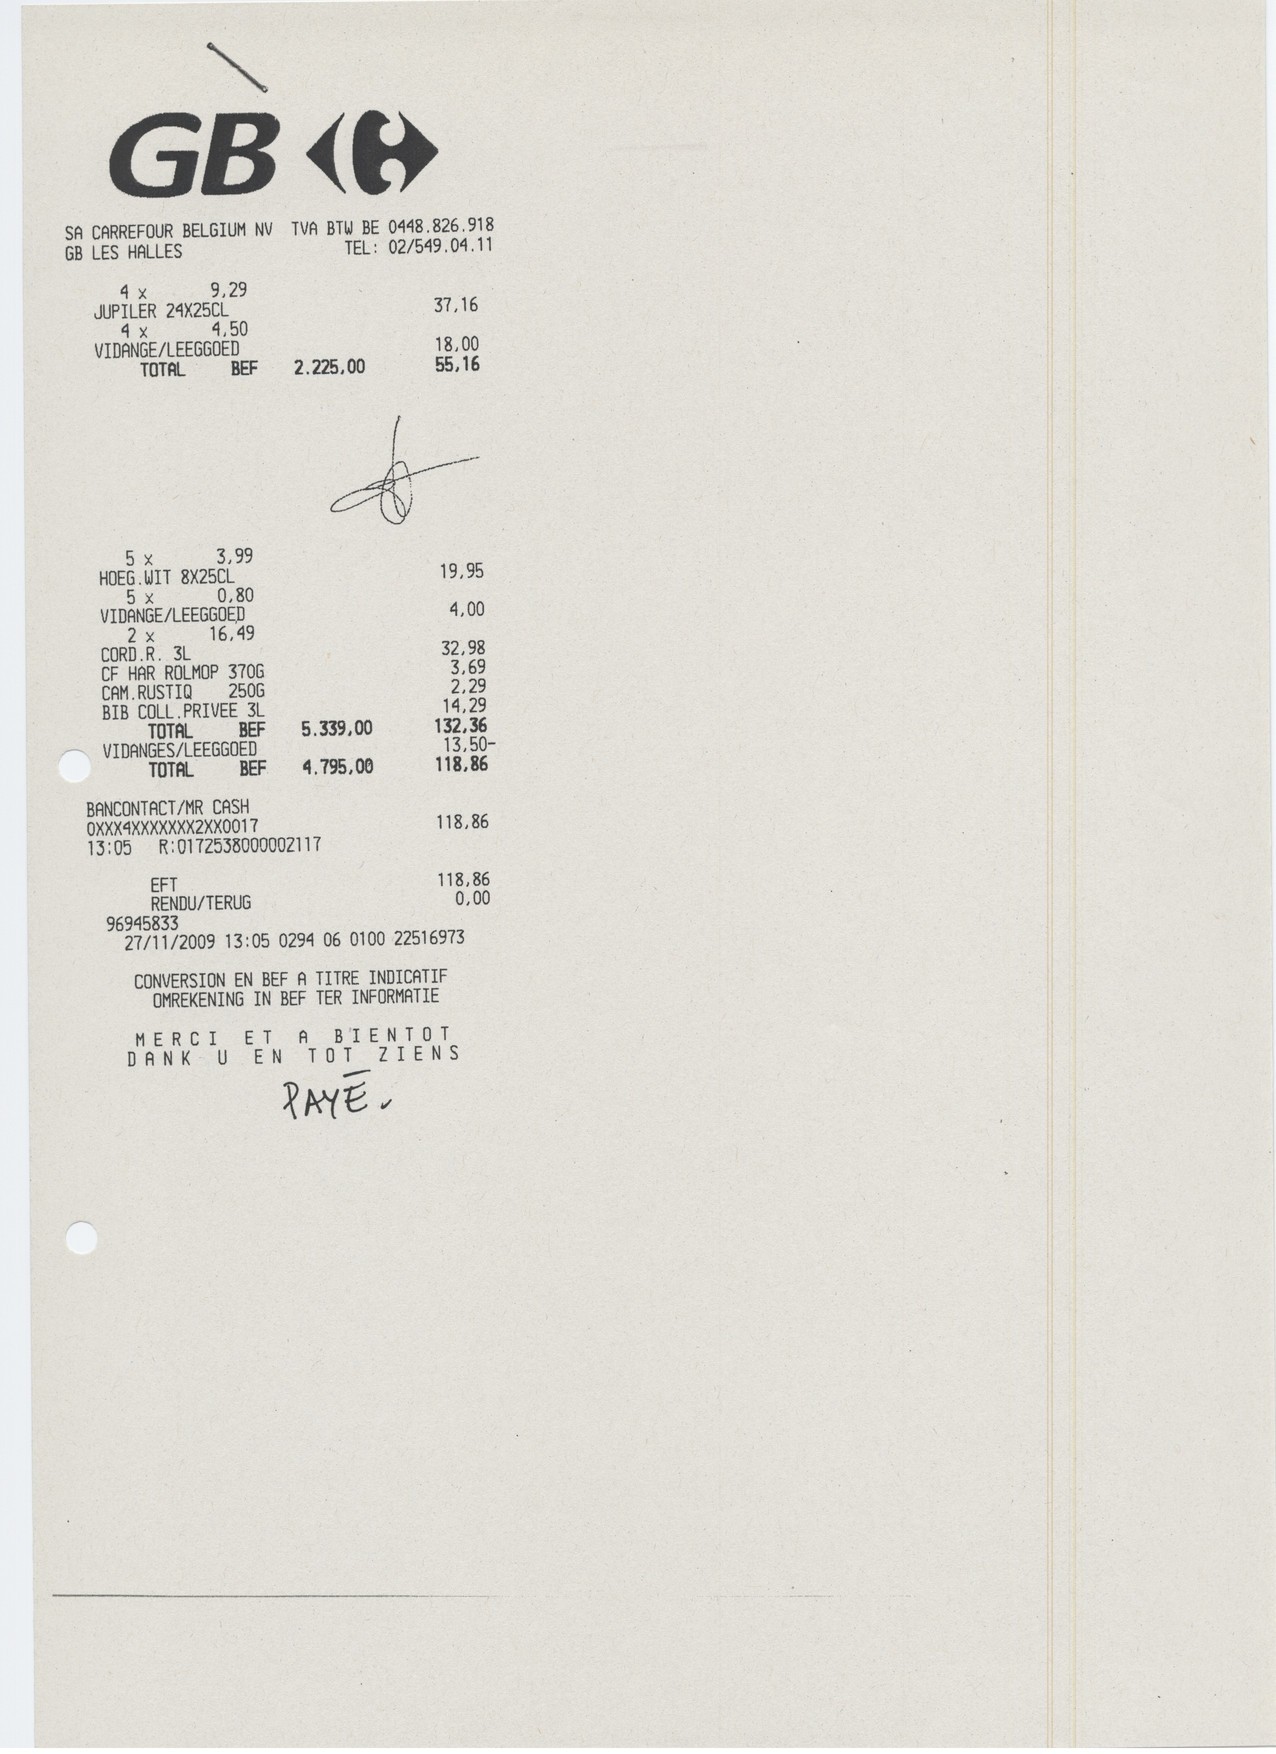 GB
SA CARREFOUR BELGIUM NV TVA BTW BE 0448.826.918
GB LES HALLES TEL: 02/549.04.11
4 x 9,29
JUPILER 24X25CL 37,16
4 x 4,50
VIDANGE/LEEGGOED 18,00
TOTAL BEF 2.225,00 55,16
5 x 3,99
HOEG.WIT 8X25CL 19,95
5 x 0,80
VIDANGE/LEEGGOED 4,00
2 x 16,49
CORD.R. 3L 32,98
CF HAR ROLMOP 370G 3,69
CAM.RUSTIQ 250G 2,29
BIB COLL.PRIVEE 3L 14,29
TOTAL BEF 5.339,00 132,36
VIDANGES/LEEGGOED 13,50-
TOTAL BEF 4.795,00 118,86
BANCONTACT/MR CASH
0XXX4XXXXXXX2XX0017 118,86
13:05 R:0172538000002117
EFT 118,86
RENDU/TERUG 0,00
96945833
27/11/2009 13:05 0294 06 0100 22516973
CONVERSION EN BEF A TITRE INDICATIF
OMREKENING IN BEF TER INFORMATIE
MERCI ET A BIENTOT
DANK U EN TOT ZIENS
PAYÉ.